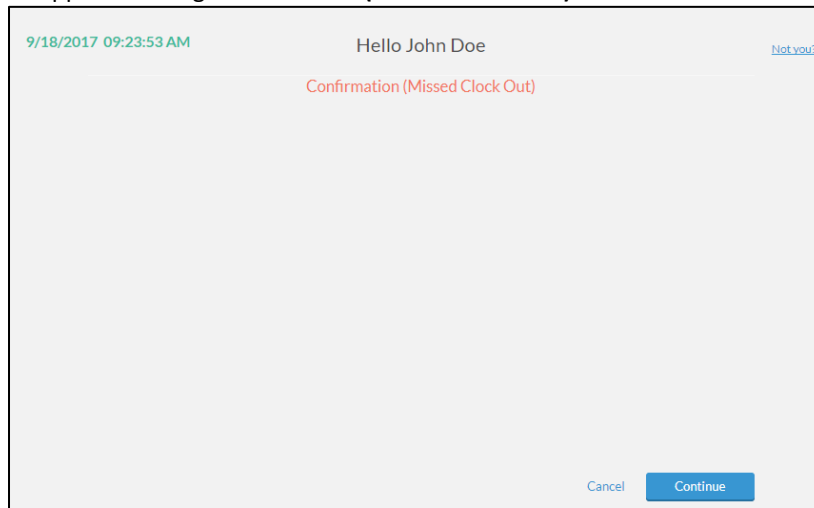 9/18/2017 09:23:53 AM
Hello John Doe
Not you?
Confirmation (Missed Clock Out)
Cancel
Continue